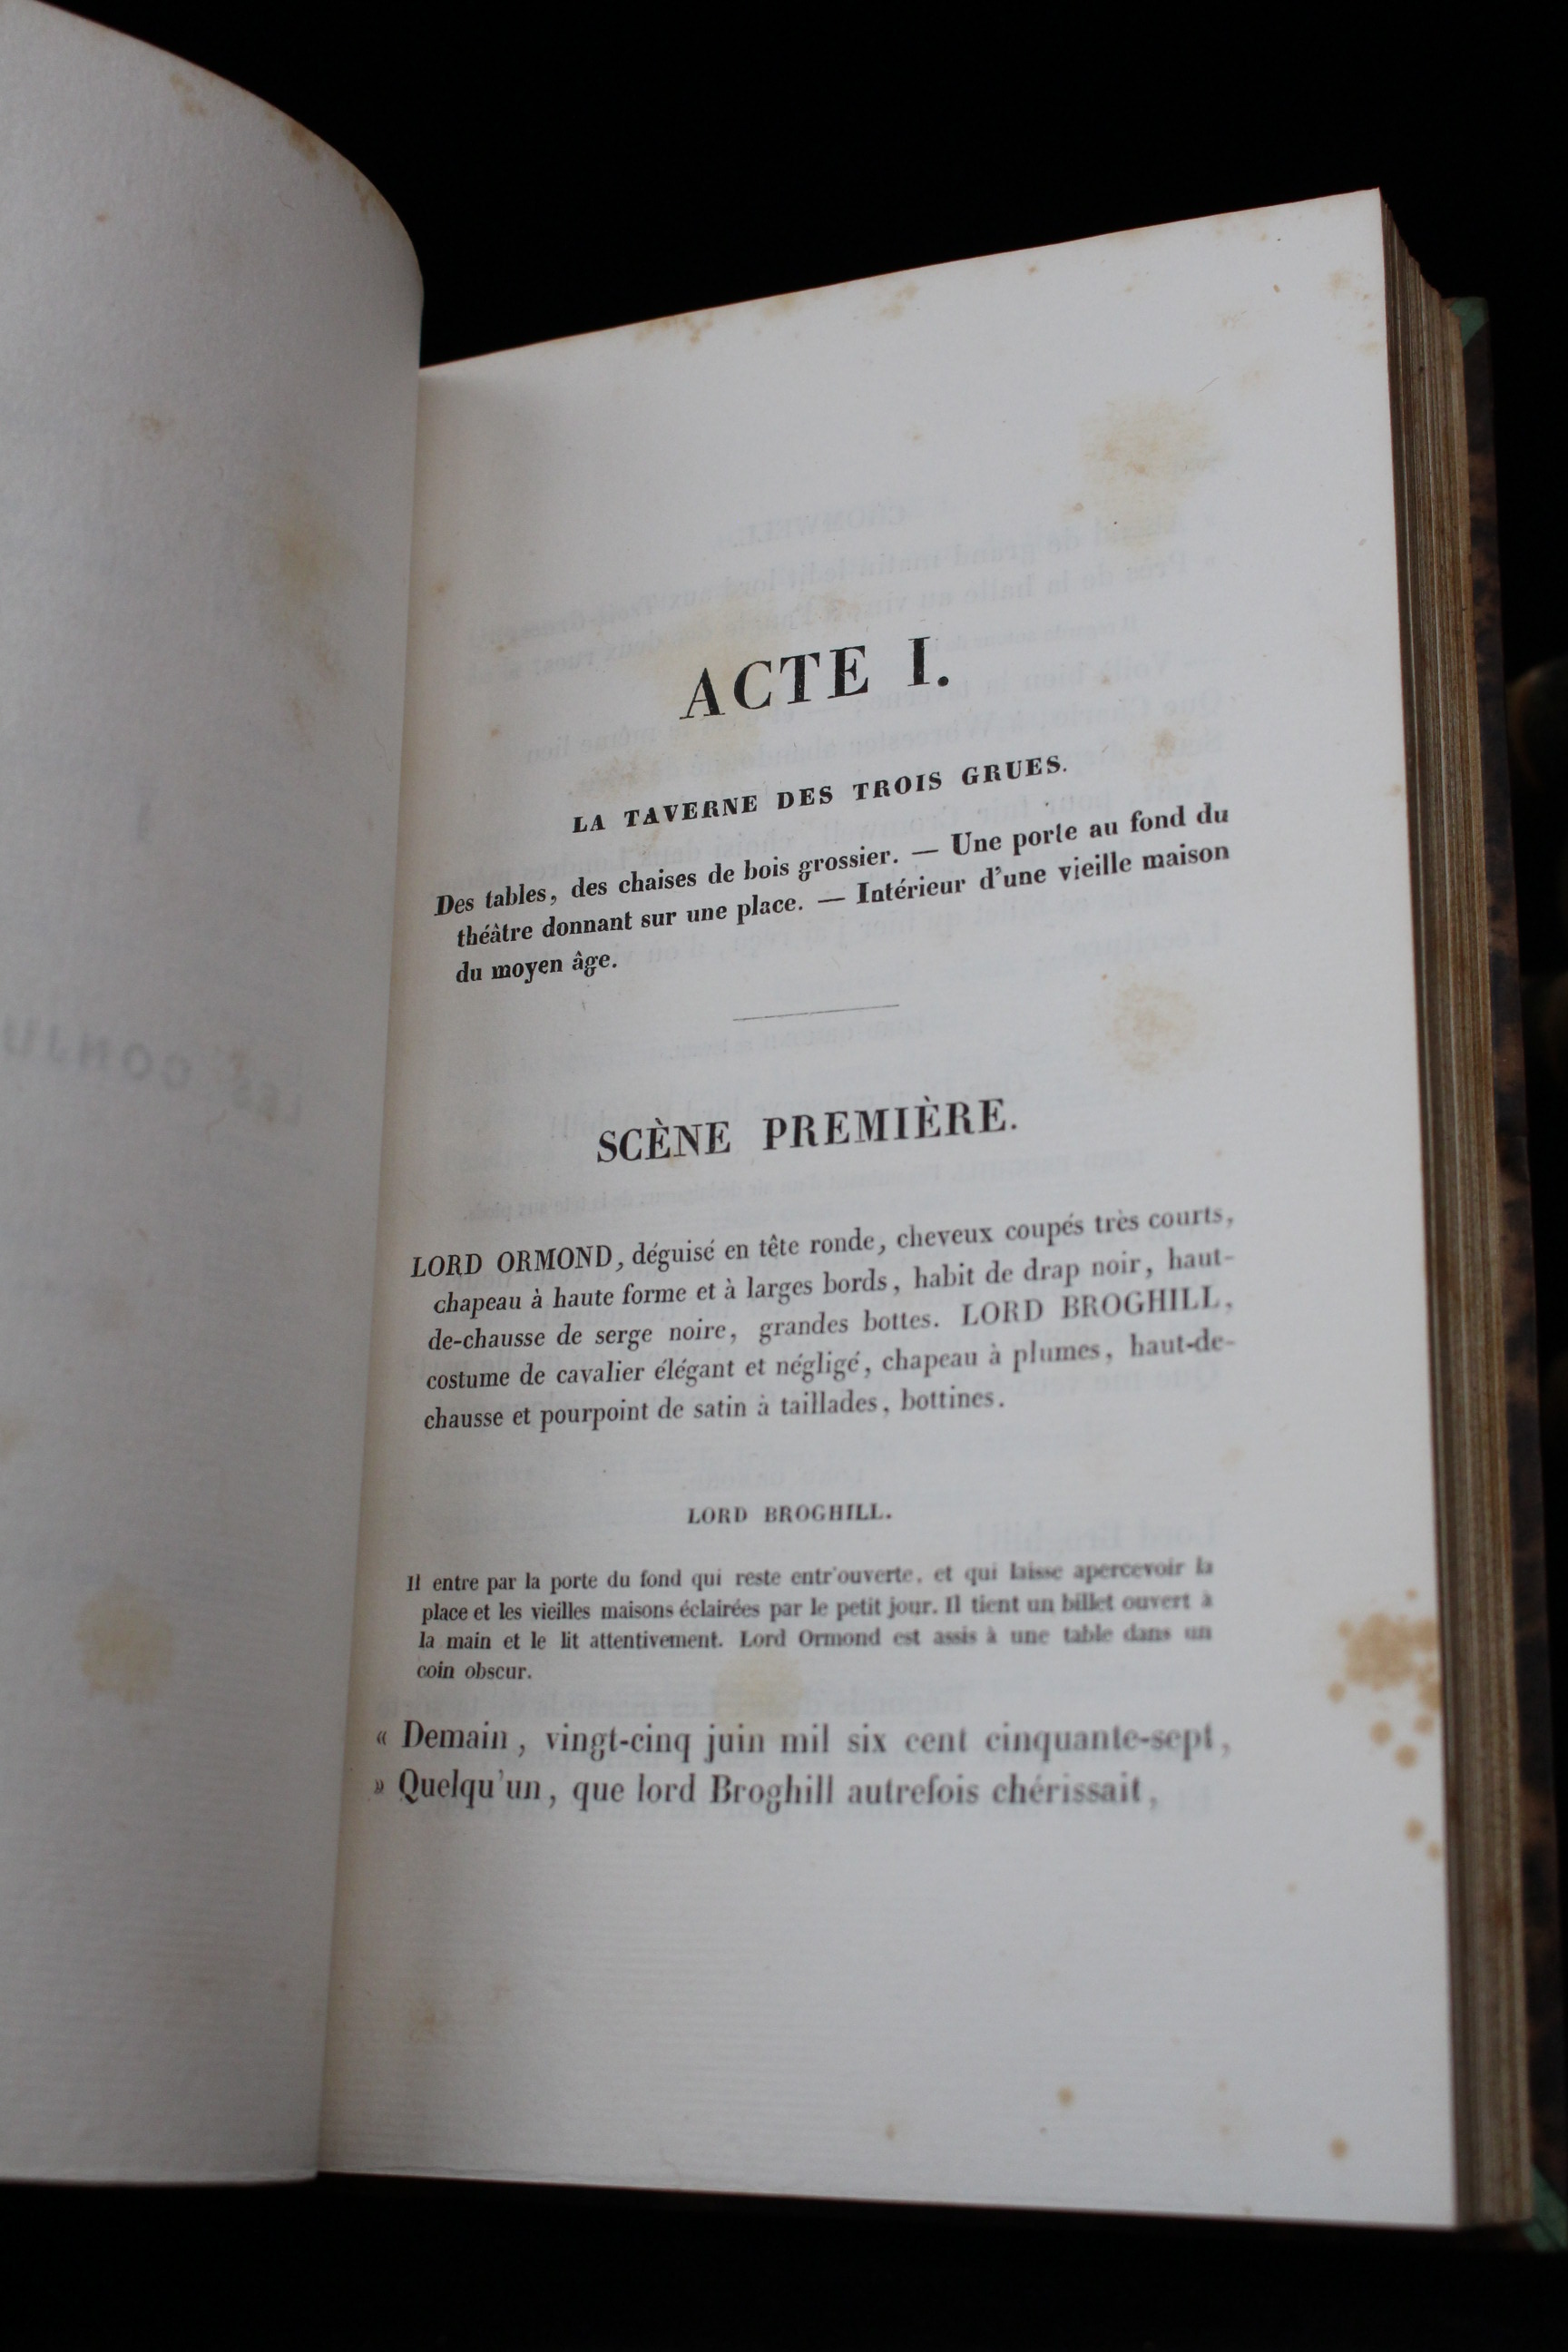 ACTE I.
LA TAVERNE DES TROIS GRUES.
Des tables, des chaises de bois grossier. — Une porte au fond du
théâtre donnant sur une place. — Intérieur d'une vieille maison
du moyen âge.
SCÈNE PREMIÈRE.
LORD ORMOND, déguisé en tête ronde, cheveux coupés très courts,
chapeau à haute forme et à larges bords, habit de drap noir, haut-
de-chausse de serge noire, grandes bottes. LORD BROGHILL,
costume de cavalier élégant et négligé, chapeau à plumes, haut-de-
chausse et pourpoint de satin à taillades, bottines.
LORD BROGHILL.
Il entre par la porte du fond qui reste entr'ouverte, et qui laisse apercevoir la
place et les vieilles maisons éclairées par le petit jour. Il tient un billet ouvert à
la main et le lit attentivement. Lord Ormond est assis à une table dans un
coin obscur.
« Demain, vingt-cinq juin mil six cent cinquante-sept,
» Quelqu'un, que lord Broghill autrefois chérissait,